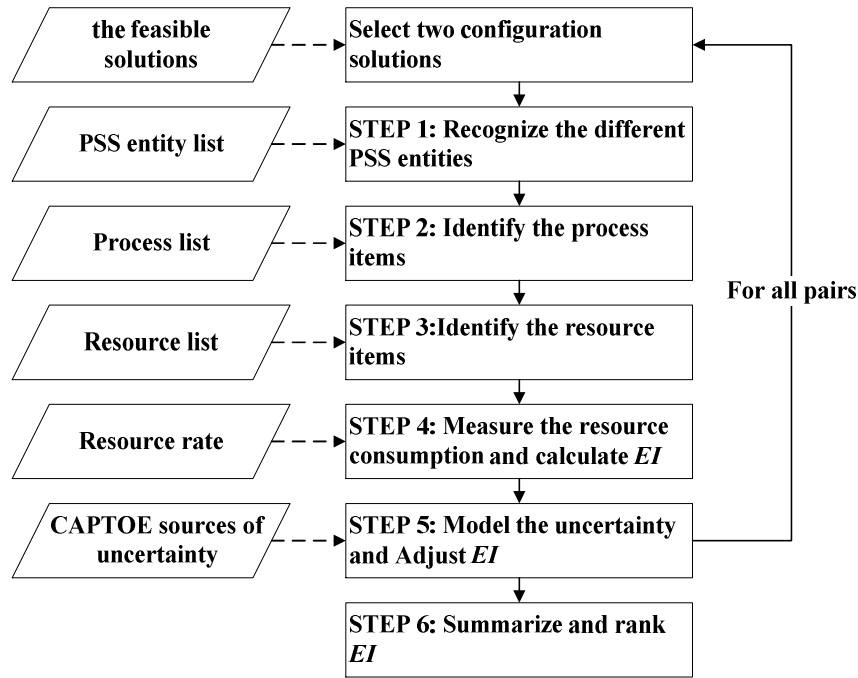 the feasible
solutions
Select two configuration
solutions
PSS entity list
STEP 1: Recognize the different
PSS entities
Process list
STEP 2: Identify the process
items
For all pairs
Resource list
STEP 3:Identify the resource
items
Resource rate
STEP 4: Measure the resource
consumption and calculate EI
CAPTOE sources of
uncertainty
STEP 5: Model the uncertainty
and Adjust EI
STEP 6: Summarize and rank
EI